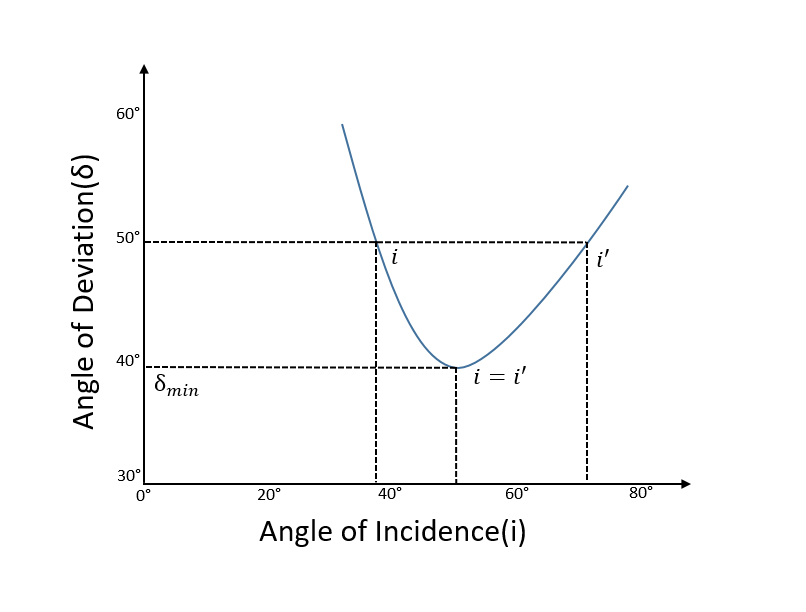 60°
50°
40°
30°
Angle of Deviation(δ)
i
i′
i = i′
δmin
0°
20°
40°
60°
80°
Angle of Incidence(i)